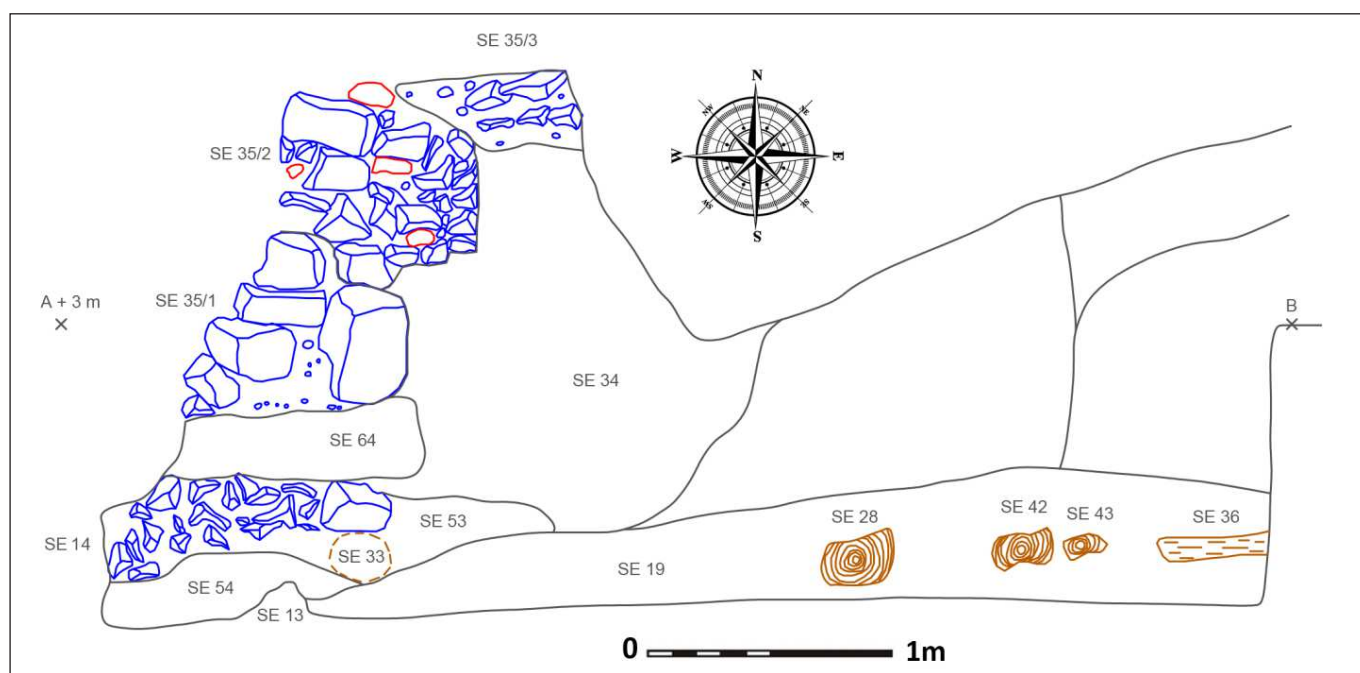 SE 35/3
N
NW
NE
SE 35/2
W
E
SW
SE
S
A + 3 m
SE 35/1
B
SE 34
SE 64
SE 53
SE 28
SE 42
SE 43
SE 36
SE 14
SE 33
SE 19
SE 54
SE 13
0
1m